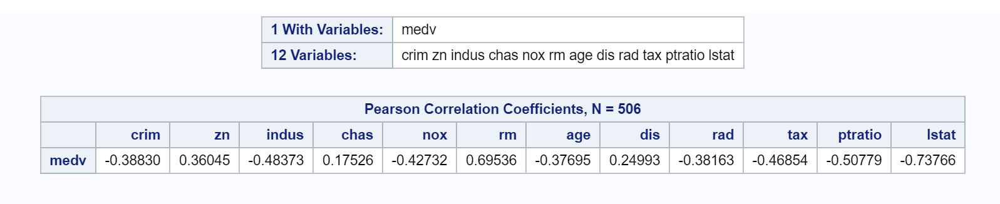 1 With Variables: medv
12 Variables: crim zn indus chas nox rm age dis rad tax ptratio lstat
Pearson Correlation Coefficients, N = 506
crim zn indus chas nox rm age dis rad tax ptratio lstat
medv -0.38830 0.36045 -0.48373 0.17526 -0.42732 0.69536 -0.37695 0.24993 -0.38163 -0.46854 -0.50779 -0.73766